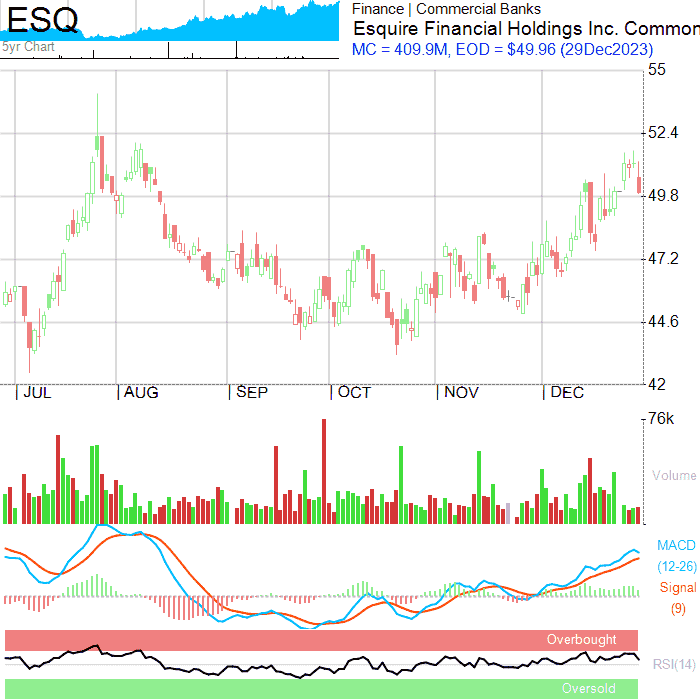 ESQ
5yr Chart
Finance | Commercial Banks
Esquire Financial Holdings Inc. Common
MC = 409.9M, EOD = $49.96 (29Dec2023)
55
52.4
49.8
47.2
44.6
42
| JUL | AUG | SEP | OCT | NOV | DEC
76k
Volume
MACD
(12-26)
Signal
(9)
Overbought
RSI(14)
Oversold